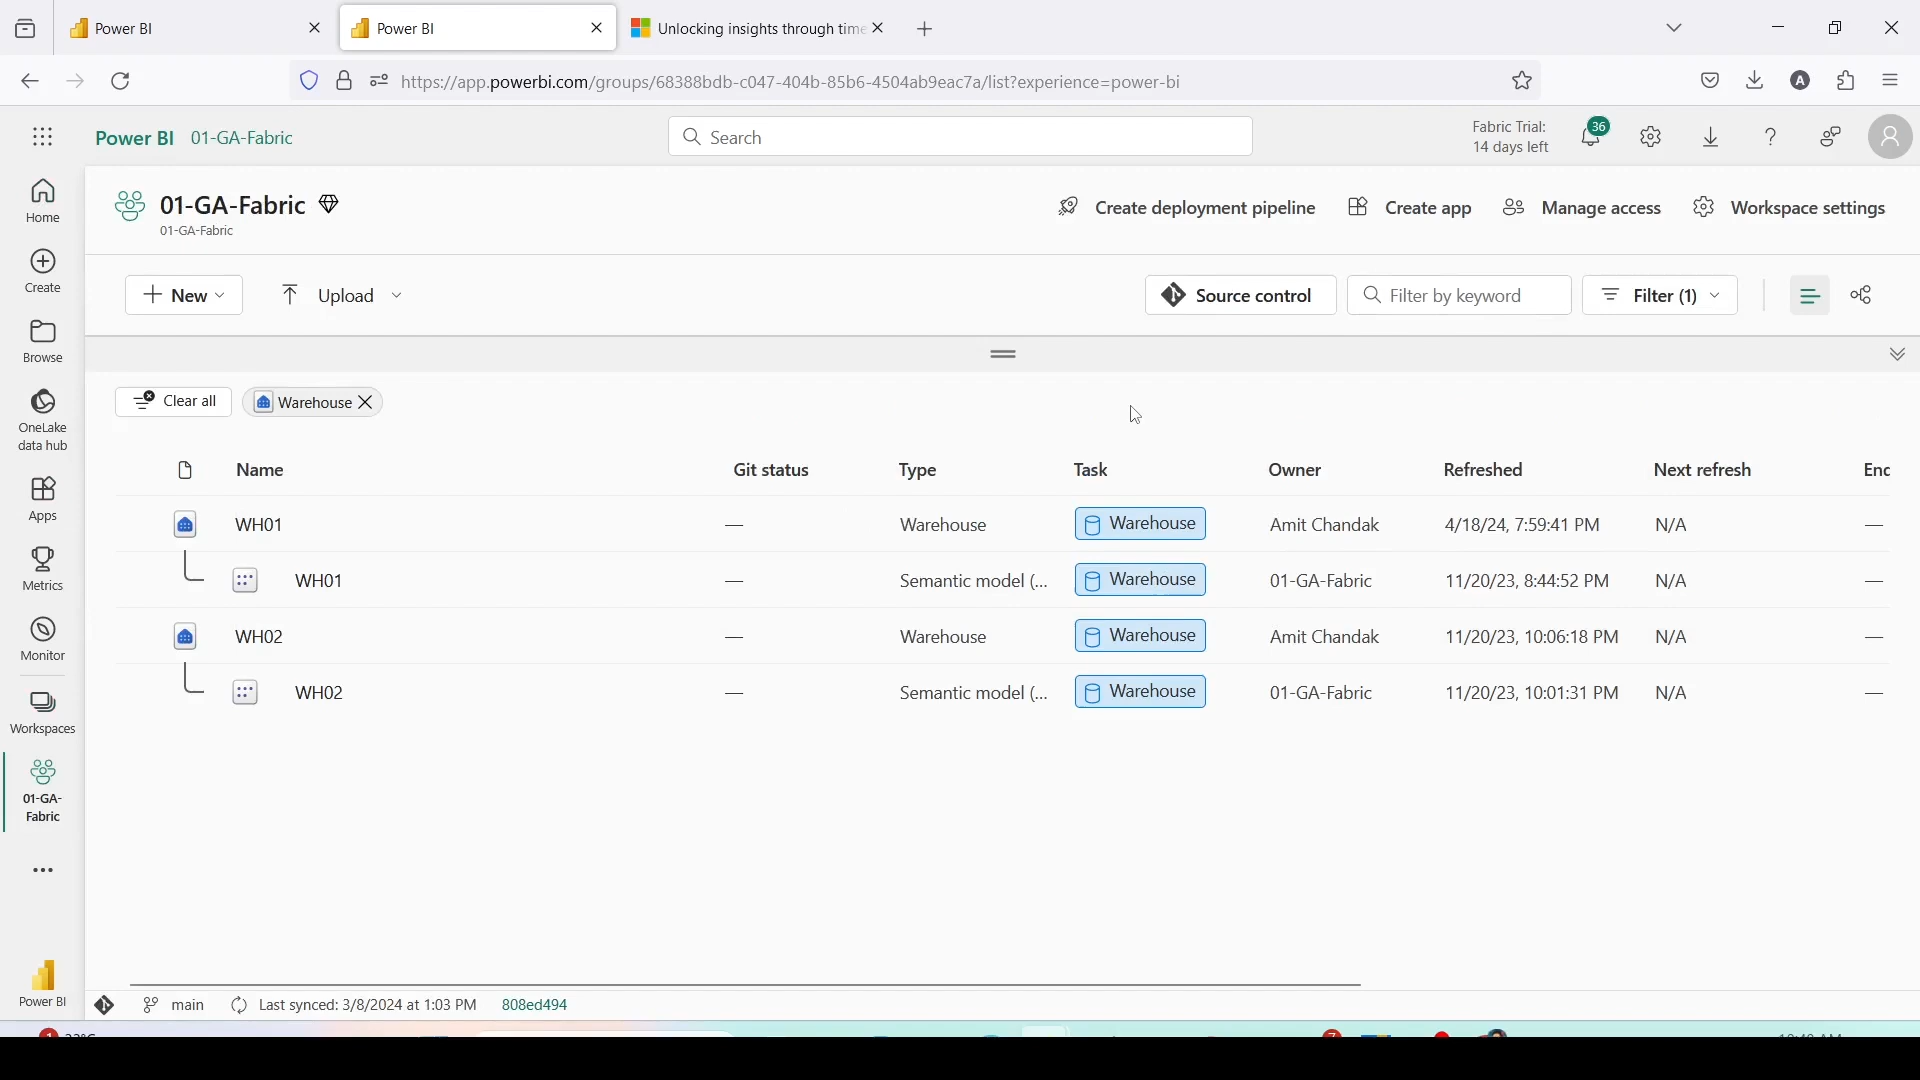 Power BI
Power BI
Unlocking insights through time
https://app.powerbi.com/groups/68388bdb-c047-404b-85b6-4504ab9eac7a/list?experience=power-bi
A
Power BI 01-GA-Fabric
Search
Fabric Trial:
14 days left
36
Home
Create
Browse
OneLake
data hub
Apps
Metrics
Monitor
Workspaces
01-GA-
Fabric
Power BI
01-GA-Fabric
01-GA-Fabric
Create deployment pipeline
Create app
Manage access
Workspace settings
New
Upload
Source control
Filter by keyword
Filter (1)
Clear all
Warehouse
Name Git status Type Task Owner Refreshed Next refresh Enc
WH01 — Warehouse Warehouse Amit Chandak 4/18/24, 7:59:41 PM N/A —
WH01 — Semantic model (... Warehouse 01-GA-Fabric 11/20/23, 8:44:52 PM N/A —
WH02 — Warehouse Warehouse Amit Chandak 11/20/23, 10:06:18 PM N/A —
WH02 — Semantic model (... Warehouse 01-GA-Fabric 11/20/23, 10:01:31 PM N/A —
main Last synced: 3/8/2024 at 1:03 PM 808ed494